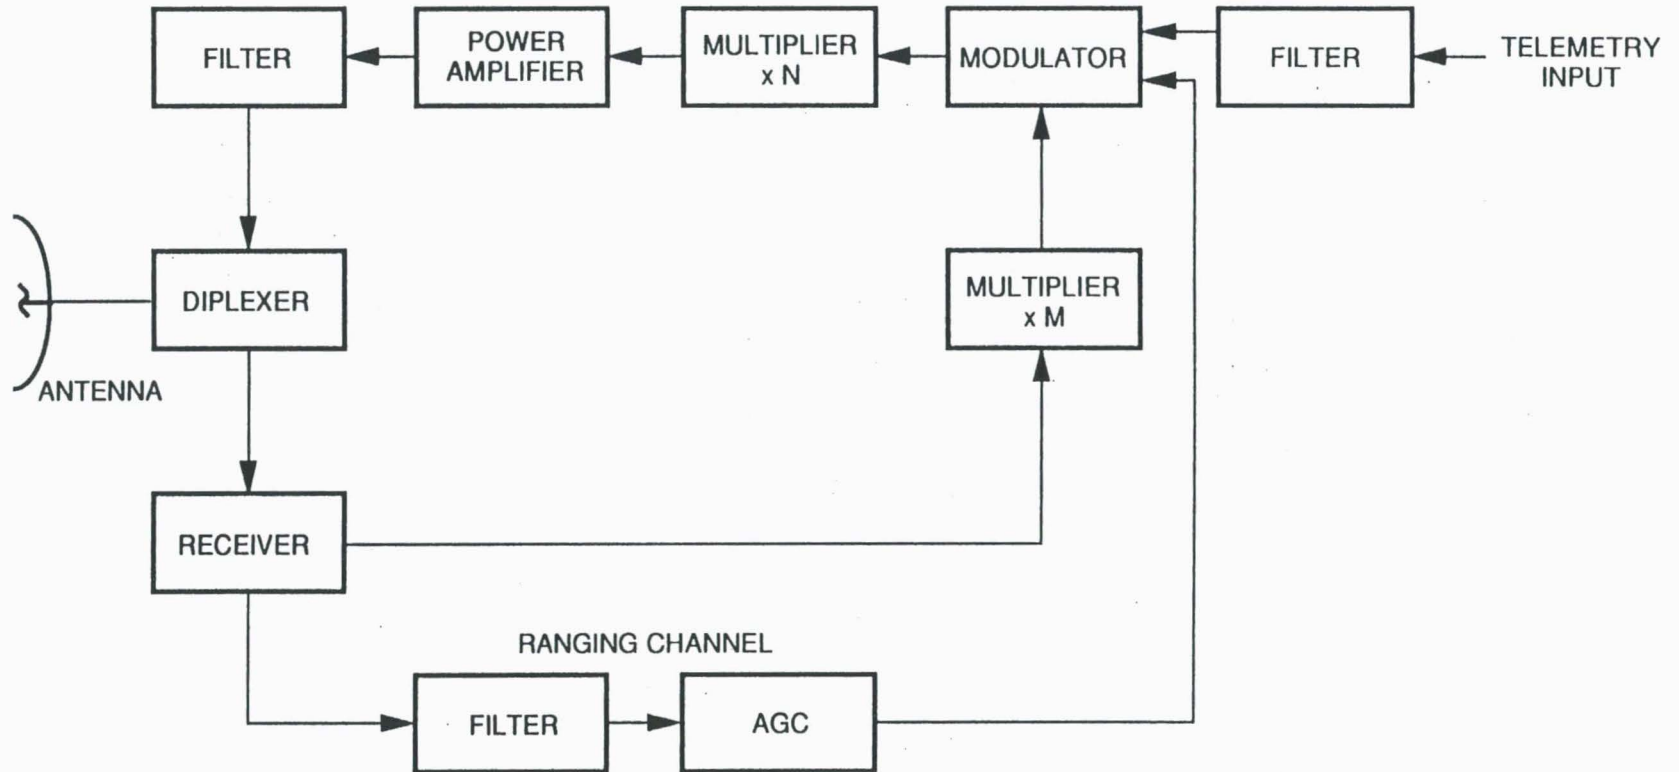 FILTER
POWER
AMPLIFIER
MULTIPLIER
x N
MODULATOR
FILTER
TELEMETRY
INPUT
DIPLEXER
MULTIPLIER
x M
ANTENNA
RECEIVER
RANGING CHANNEL
FILTER
AGC